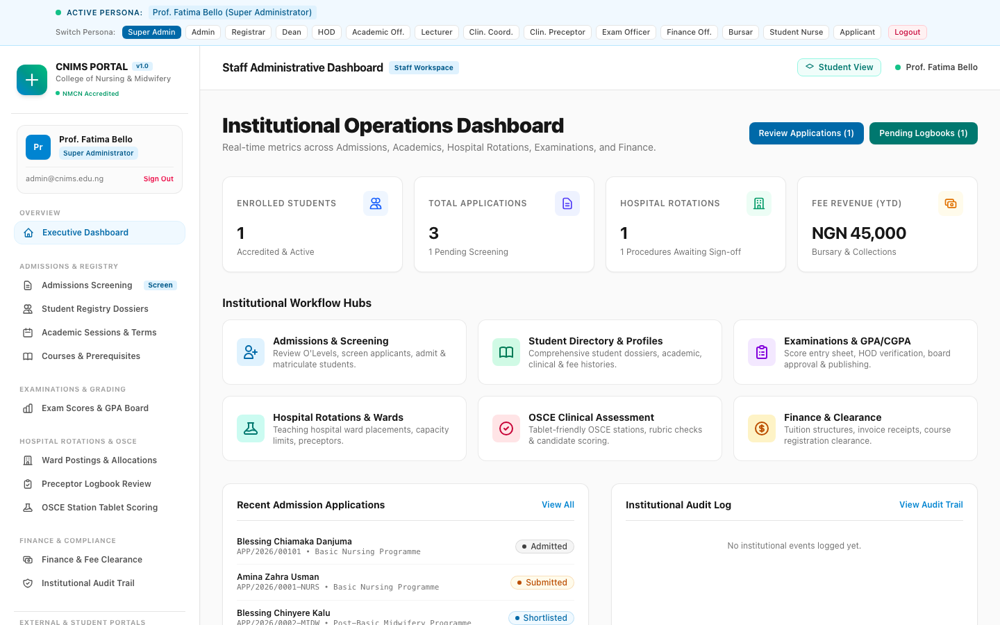 ACTIVE PERSONA: Prof. Fatima Bello (Super Administrator)
Switch Persona: Super Admin Admin Registrar Dean HOD Academic Off. Lecturer Clin. Coord. Clin. Preceptor Exam Officer Finance Off. Bursar Student Nurse Applicant Logout
CNIMS PORTAL v1.0
College of Nursing & Midwifery
NMCN Accredited
Pr
Prof. Fatima Bello
Super Administrator
admin@cnims.edu.ng Sign Out
OVERVIEW
Executive Dashboard
ADMISSIONS & REGISTRY
Admissions Screening Screen
Student Registry Dossiers
Academic Sessions & Terms
Courses & Prerequisites
EXAMINATIONS & GRADING
Exam Scores & GPA Board
HOSPITAL ROTATIONS & OSCE
Ward Postings & Allocations
Preceptor Logbook Review
OSCE Station Tablet Scoring
FINANCE & COMPLIANCE
Finance & Fee Clearance
Institutional Audit Trail
EXTERNAL & STUDENT PORTALS
Staff Administrative Dashboard Staff Workspace
Student View
Prof. Fatima Bello
Institutional Operations Dashboard
Real-time metrics across Admissions, Academics, Hospital Rotations, Examinations, and Finance.
Review Applications (1)
Pending Logbooks (1)
ENROLLED STUDENTS
1
Accredited & Active
TOTAL APPLICATIONS
3
1 Pending Screening
HOSPITAL ROTATIONS
1
1 Procedures Awaiting Sign-off
FEE REVENUE (YTD)
NGN 45,000
Bursary & Collections
Institutional Workflow Hubs
Admissions & Screening
Review O'Levels, screen applicants, admit &
matriculate students.
Student Directory & Profiles
Comprehensive student dossiers, academic,
clinical & fee histories.
Examinations & GPA/CGPA
Score entry sheet, HOD verification, board
approval & publishing.
Hospital Rotations & Wards
Teaching hospital ward placements, capacity
limits, preceptors.
OSCE Clinical Assessment
Tablet-friendly OSCE stations, rubric checks
& candidate scoring.
Finance & Clearance
Tuition structures, invoice receipts, course
registration clearance.
Recent Admission Applications View All
Blessing Chiamaka Danjuma
APP/2026/00101 • Basic Nursing Programme
Admitted
Amina Zahra Usman
APP/2026/0001-NURS • Basic Nursing Programme
Submitted
Blessing Chinyere Kalu
APP/2026/0002-MIDW • Post-Basic Midwifery Programme
Shortlisted
Institutional Audit Log View Audit Trail
No institutional events logged yet.